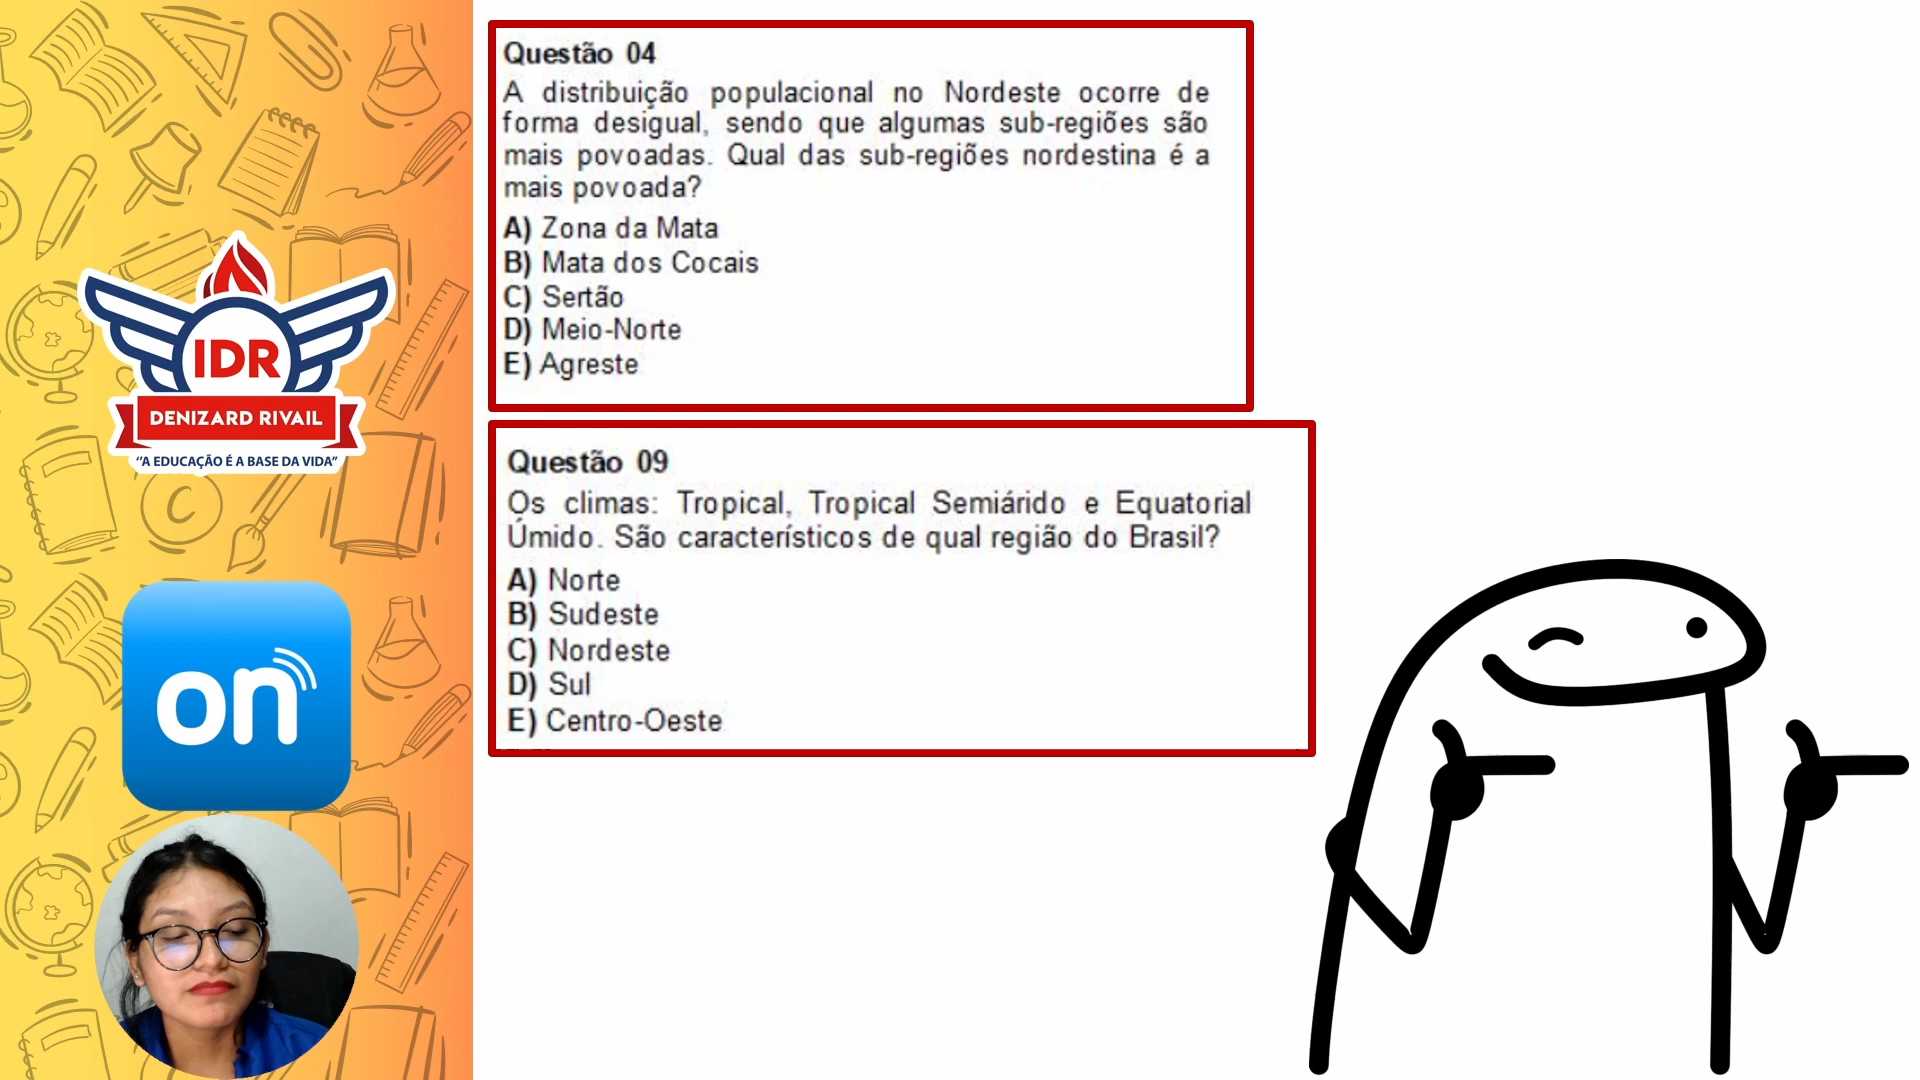 IDR
DENIZARD RIVAIL
“A EDUCAÇÃO É A BASE DA VIDA”
on
Questão 04
A distribuição populacional no Nordeste ocorre de
forma desigual, sendo que algumas sub-regiões são
mais povoadas. Qual das sub-regiões nordestina é a
mais povoada?
A) Zona da Mata
B) Mata dos Cocais
C) Sertão
D) Meio-Norte
E) Agreste
Questão 09
Os climas: Tropical, Tropical Semiárido e Equatorial
Úmido. São característicos de qual região do Brasil?
A) Norte
B) Sudeste
C) Nordeste
D) Sul
E) Centro-Oeste